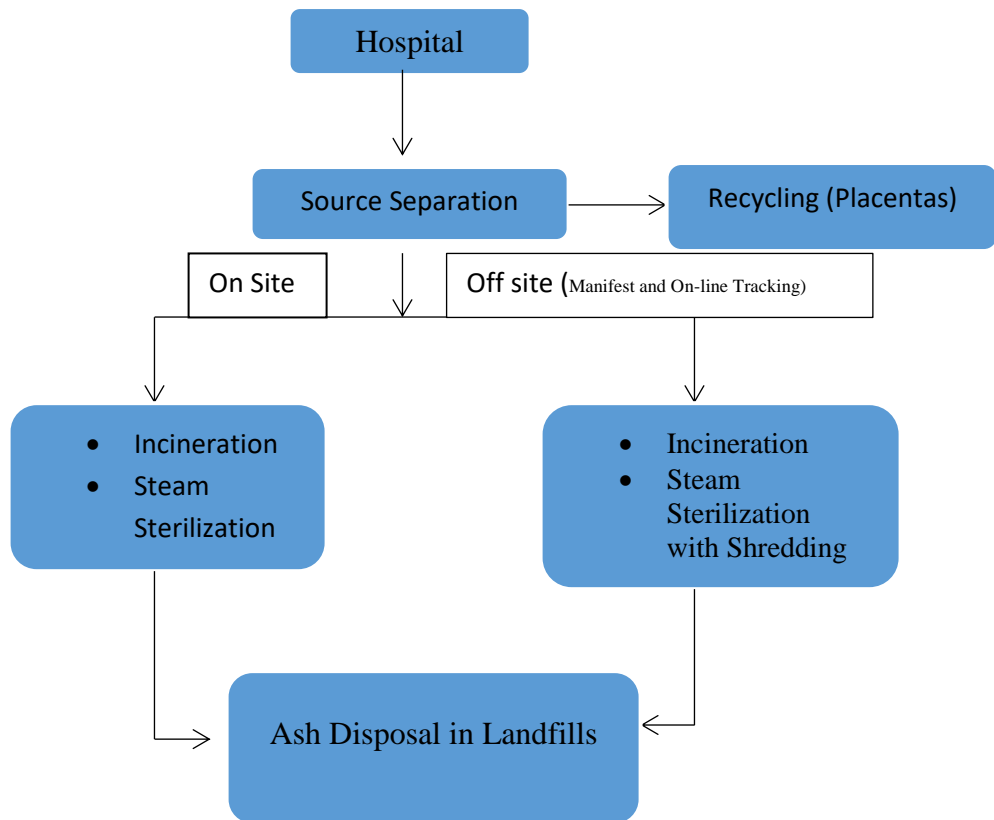 Hospital
Source Separation
Recycling (Placentas)
On Site
Off site (Manifest and On-line Tracking)
• Incineration
• Steam
Sterilization
• Incineration
• Steam
Sterilization
with Shredding
Ash Disposal in Landfills